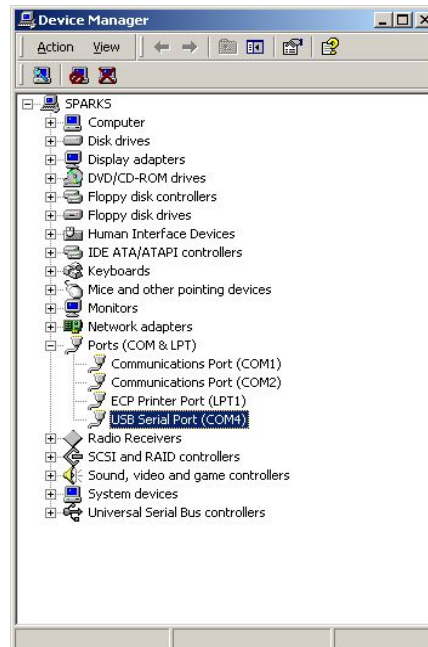 Device Manager
Action View
SPARKS
Computer
Disk drives
Display adapters
DVD/CD-ROM drives
Floppy disk controllers
Floppy disk drives
Human Interface Devices
IDE ATA/ATAPI controllers
Keyboards
Mice and other pointing devices
Monitors
Network adapters
Ports (COM & LPT)
Communications Port (COM1)
Communications Port (COM2)
ECP Printer Port (LPT1)
USB Serial Port (COM4)
Radio Receivers
SCSI and RAID controllers
Sound, video and game controllers
System devices
Universal Serial Bus controllers